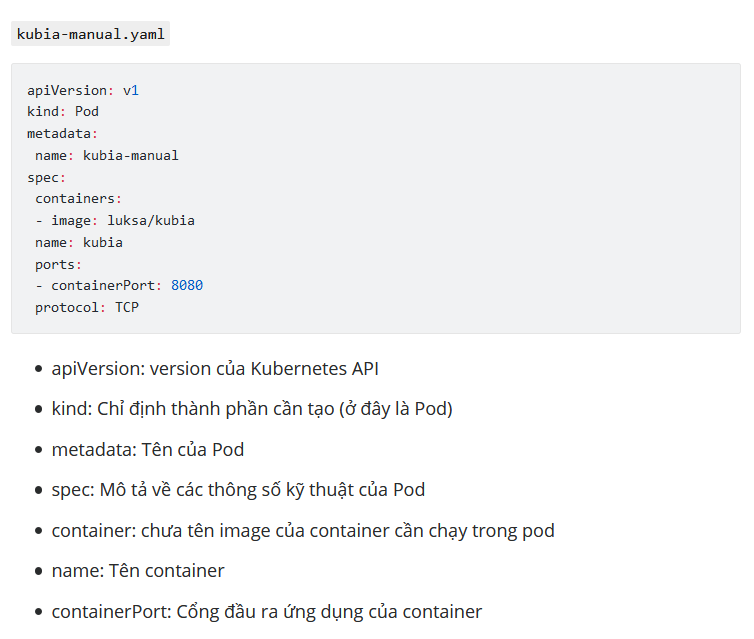 kubia-manual.yaml
apiVersion: v1
kind: Pod
metadata:
 name: kubia-manual
spec:
 containers:
 - image: luksa/kubia
 name: kubia
 ports:
 - containerPort: 8080
 protocol: TCP
• apiVersion: version của Kubernetes API
• kind: Chỉ định thành phần cần tạo (ở đây là Pod)
• metadata: Tên của Pod
• spec: Mô tả về các thông số kỹ thuật của Pod
• container: chưa tên image của container cần chạy trong pod
• name: Tên container
• containerPort: Cổng đầu ra ứng dụng của container